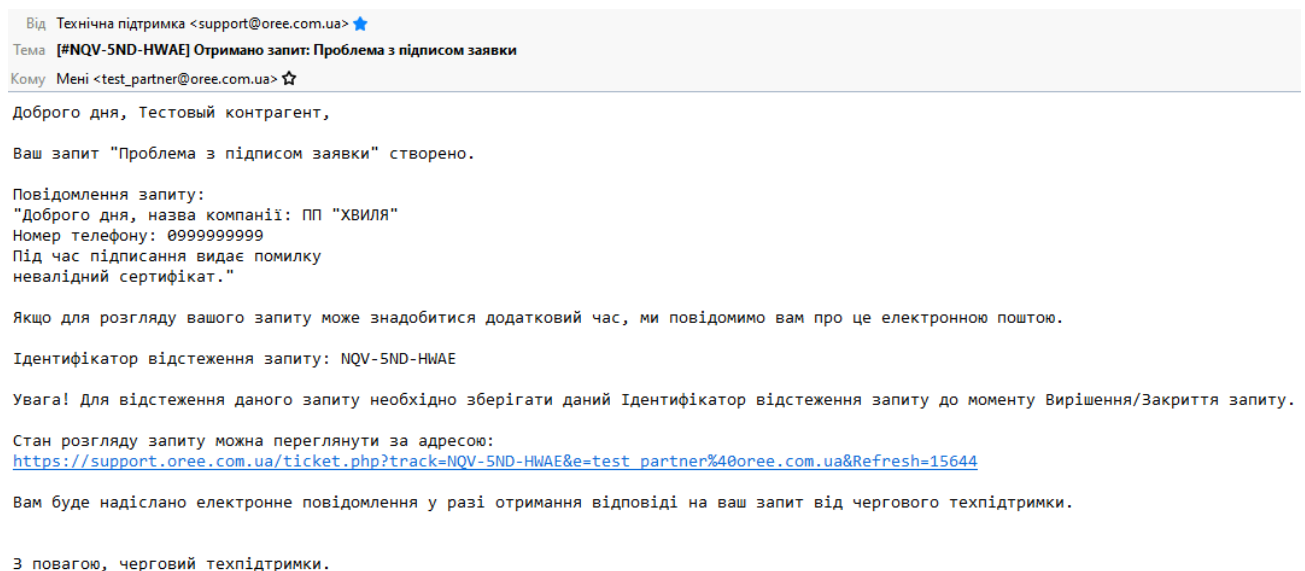 Від Технічна підтримка <support@oree.com.ua>
Тема [#NQV-5ND-HWAE] Отримано запит: Проблема з підписом заявки
Кому Мені <test_partner@oree.com.ua>
Доброго дня, Тестовый контрагент,
Ваш запит "Проблема з підписом заявки" створено.
Повідомлення запиту:
"Доброго дня, назва компанії: ПП "ХВИЛЯ"
Номер телефону: 0999999999
Під час підписання видає помилку
невалідний сертифікат."
Якщо для розгляду вашого запиту може знадобитися додатковий час, ми повідомимо вам про це електронною поштою.
Ідентифікатор відстеження запиту: NQV-5ND-HWAE
Увага! Для відстеження даного запиту необхідно зберігати даний Ідентифікатор відстеження запиту до моменту Вирішення/Закриття запиту.
Стан розгляду запиту можна переглянути за адресою:
https://support.oree.com.ua/ticket.php?track=NQV-5ND-HWAE&e=test_partner%40oree.com.ua&Refresh=15644
Вам буде надіслано електронне повідомлення у разі отримання відповіді на ваш запит від чергового техпідтримки.
З повагою, черговий техпідтримки.